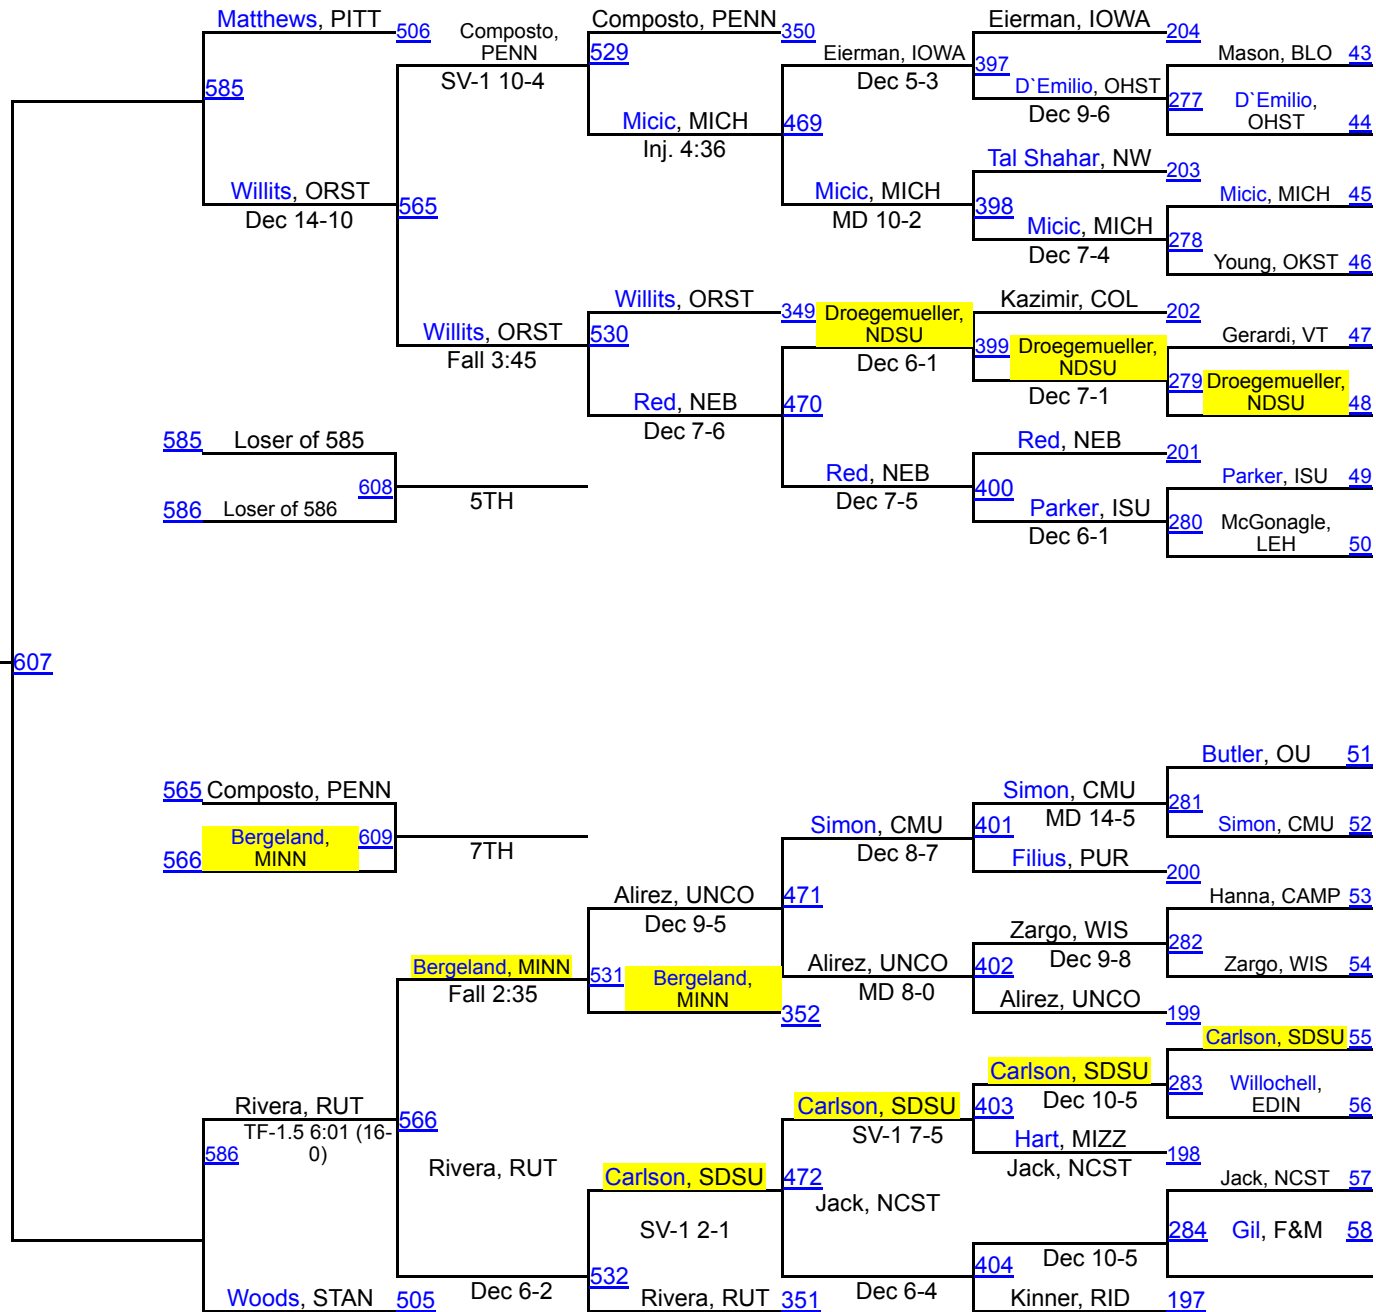 Matthews, PITT 506
585
Willits, ORST
Dec 14-10
Composto,
PENN
SV-1 10-4
565
Willits, ORST
Fall 3:45
Composto, PENN 350
529
Micic, MICH
Inj. 4:36
Willits, ORST 349
530
Red, NEB
Dec 7-6
Eierman, IOWA
Dec 5-3
469
Micic, MICH
MD 10-2
Droegemueller,
NDSU
Dec 6-1
470
Red, NEB
Dec 7-5
Eierman, IOWA 204
397
D`Emilio, OHST
Dec 9-6
Tal Shahar, NW 203
398
Micic, MICH
Dec 7-4
Kazimir, COL 202
399
Droegemueller,
NDSU
Dec 7-1
Red, NEB 201
400
Parker, ISU
Dec 6-1
Mason, BLO 43
277
D`Emilio,
OHST 44
Micic, MICH 45
278
Young, OKST 46
Gerardi, VT 47
279
Droegemueller,
NDSU 48
Parker, ISU 49
280
McGonagle,
LEH 50
585 Loser of 585
608
586 Loser of 586
5TH
607
565 Composto, PENN
609
Bergeland,
566 MINN
7TH
Bergeland, MINN
Fall 2:35
566
Rivera, RUT
TF-1.5 6:01 (16-
0)
586
Woods, STAN 505
Rivera, RUT
Dec 6-2
Alirez, UNCO
Dec 9-5
531
Bergeland,
MINN
352
Carlson, SDSU
SV-1 2-1
532
Rivera, RUT 351
Simon, CMU
Dec 8-7
471
Alirez, UNCO
MD 8-0
Carlson, SDSU
SV-1 7-5
472
Jack, NCST
Dec 6-4
Simon, CMU
MD 14-5
401
Filius, PUR
200
Zargo, WIS
Dec 9-8
402
Alirez, UNCO
199
Carlson, SDSU
Dec 10-5
403
Hart, MIZZ
198
Jack, NCST
Dec 10-5
404
Kinner, RID 197
Butler, OU 51
281
Simon, CMU 52
Hanna, CAMP 53
282
Zargo, WIS 54
Carlson, SDSU 55
283
Willochell,
EDIN 56
Jack, NCST 57
284
Gil, F&M 58